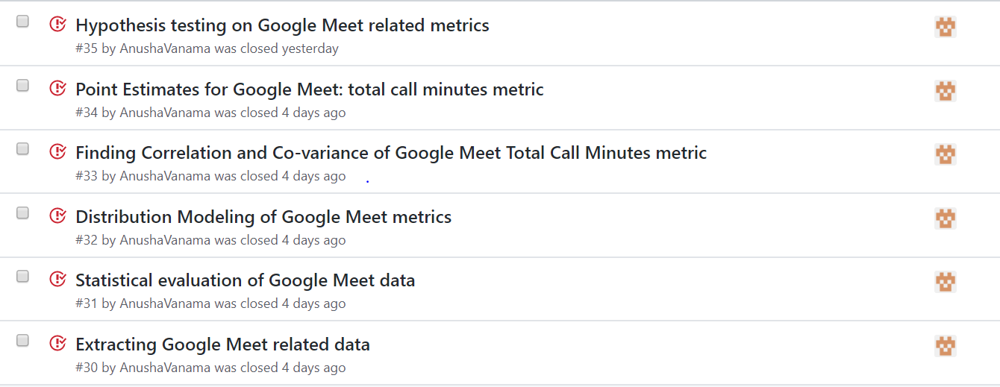 Hypothesis testing on Google Meet related metrics
#35 by AnushaVanama was closed yesterday
Point Estimates for Google Meet: total call minutes metric
#34 by AnushaVanama was closed 4 days ago
Finding Correlation and Co-variance of Google Meet Total Call Minutes metric
#33 by AnushaVanama was closed 4 days ago
Distribution Modeling of Google Meet metrics
#32 by AnushaVanama was closed 4 days ago
Statistical evaluation of Google Meet data
#31 by AnushaVanama was closed 4 days ago
Extracting Google Meet related data
#30 by AnushaVanama was closed 4 days ago